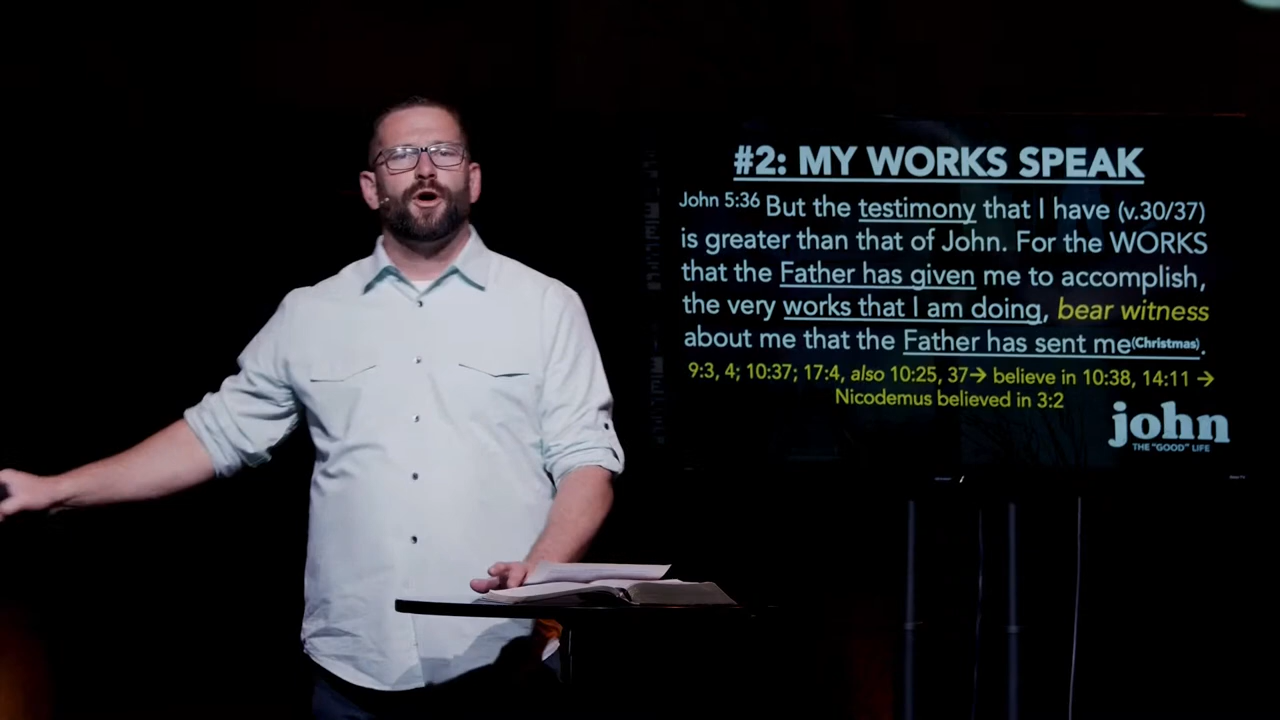 #2: MY WORKS SPEAK
John 5:36 But the testimony that I have (v.30/37)
is greater than that of John. For the WORKS
that the Father has given me to accomplish,
the very works that I am doing, bear witness
about me that the Father has sent me(Christmas).
9:3, 4; 10:37; 17:4, also 10:25, 37→ believe in 10:38, 14:11 →
Nicodemus believed in 3:2
john
THE "GOOD" LIFE